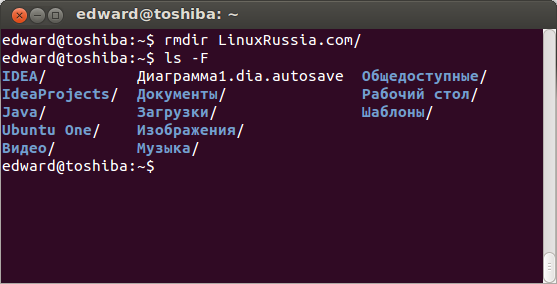 edward@toshiba: ~
edward@toshiba:~$ rmdir LinuxRussia.com/
edward@toshiba:~$ ls -F
IDEA/ Диаграмма1.dia.autosave Общедоступные/
IdeaProjects/ Документы/ Рабочий стол/
Java/ Загрузки/ Шаблоны/
Ubuntu One/ Изображения/
Видео/ Музыка/
edward@toshiba:~$